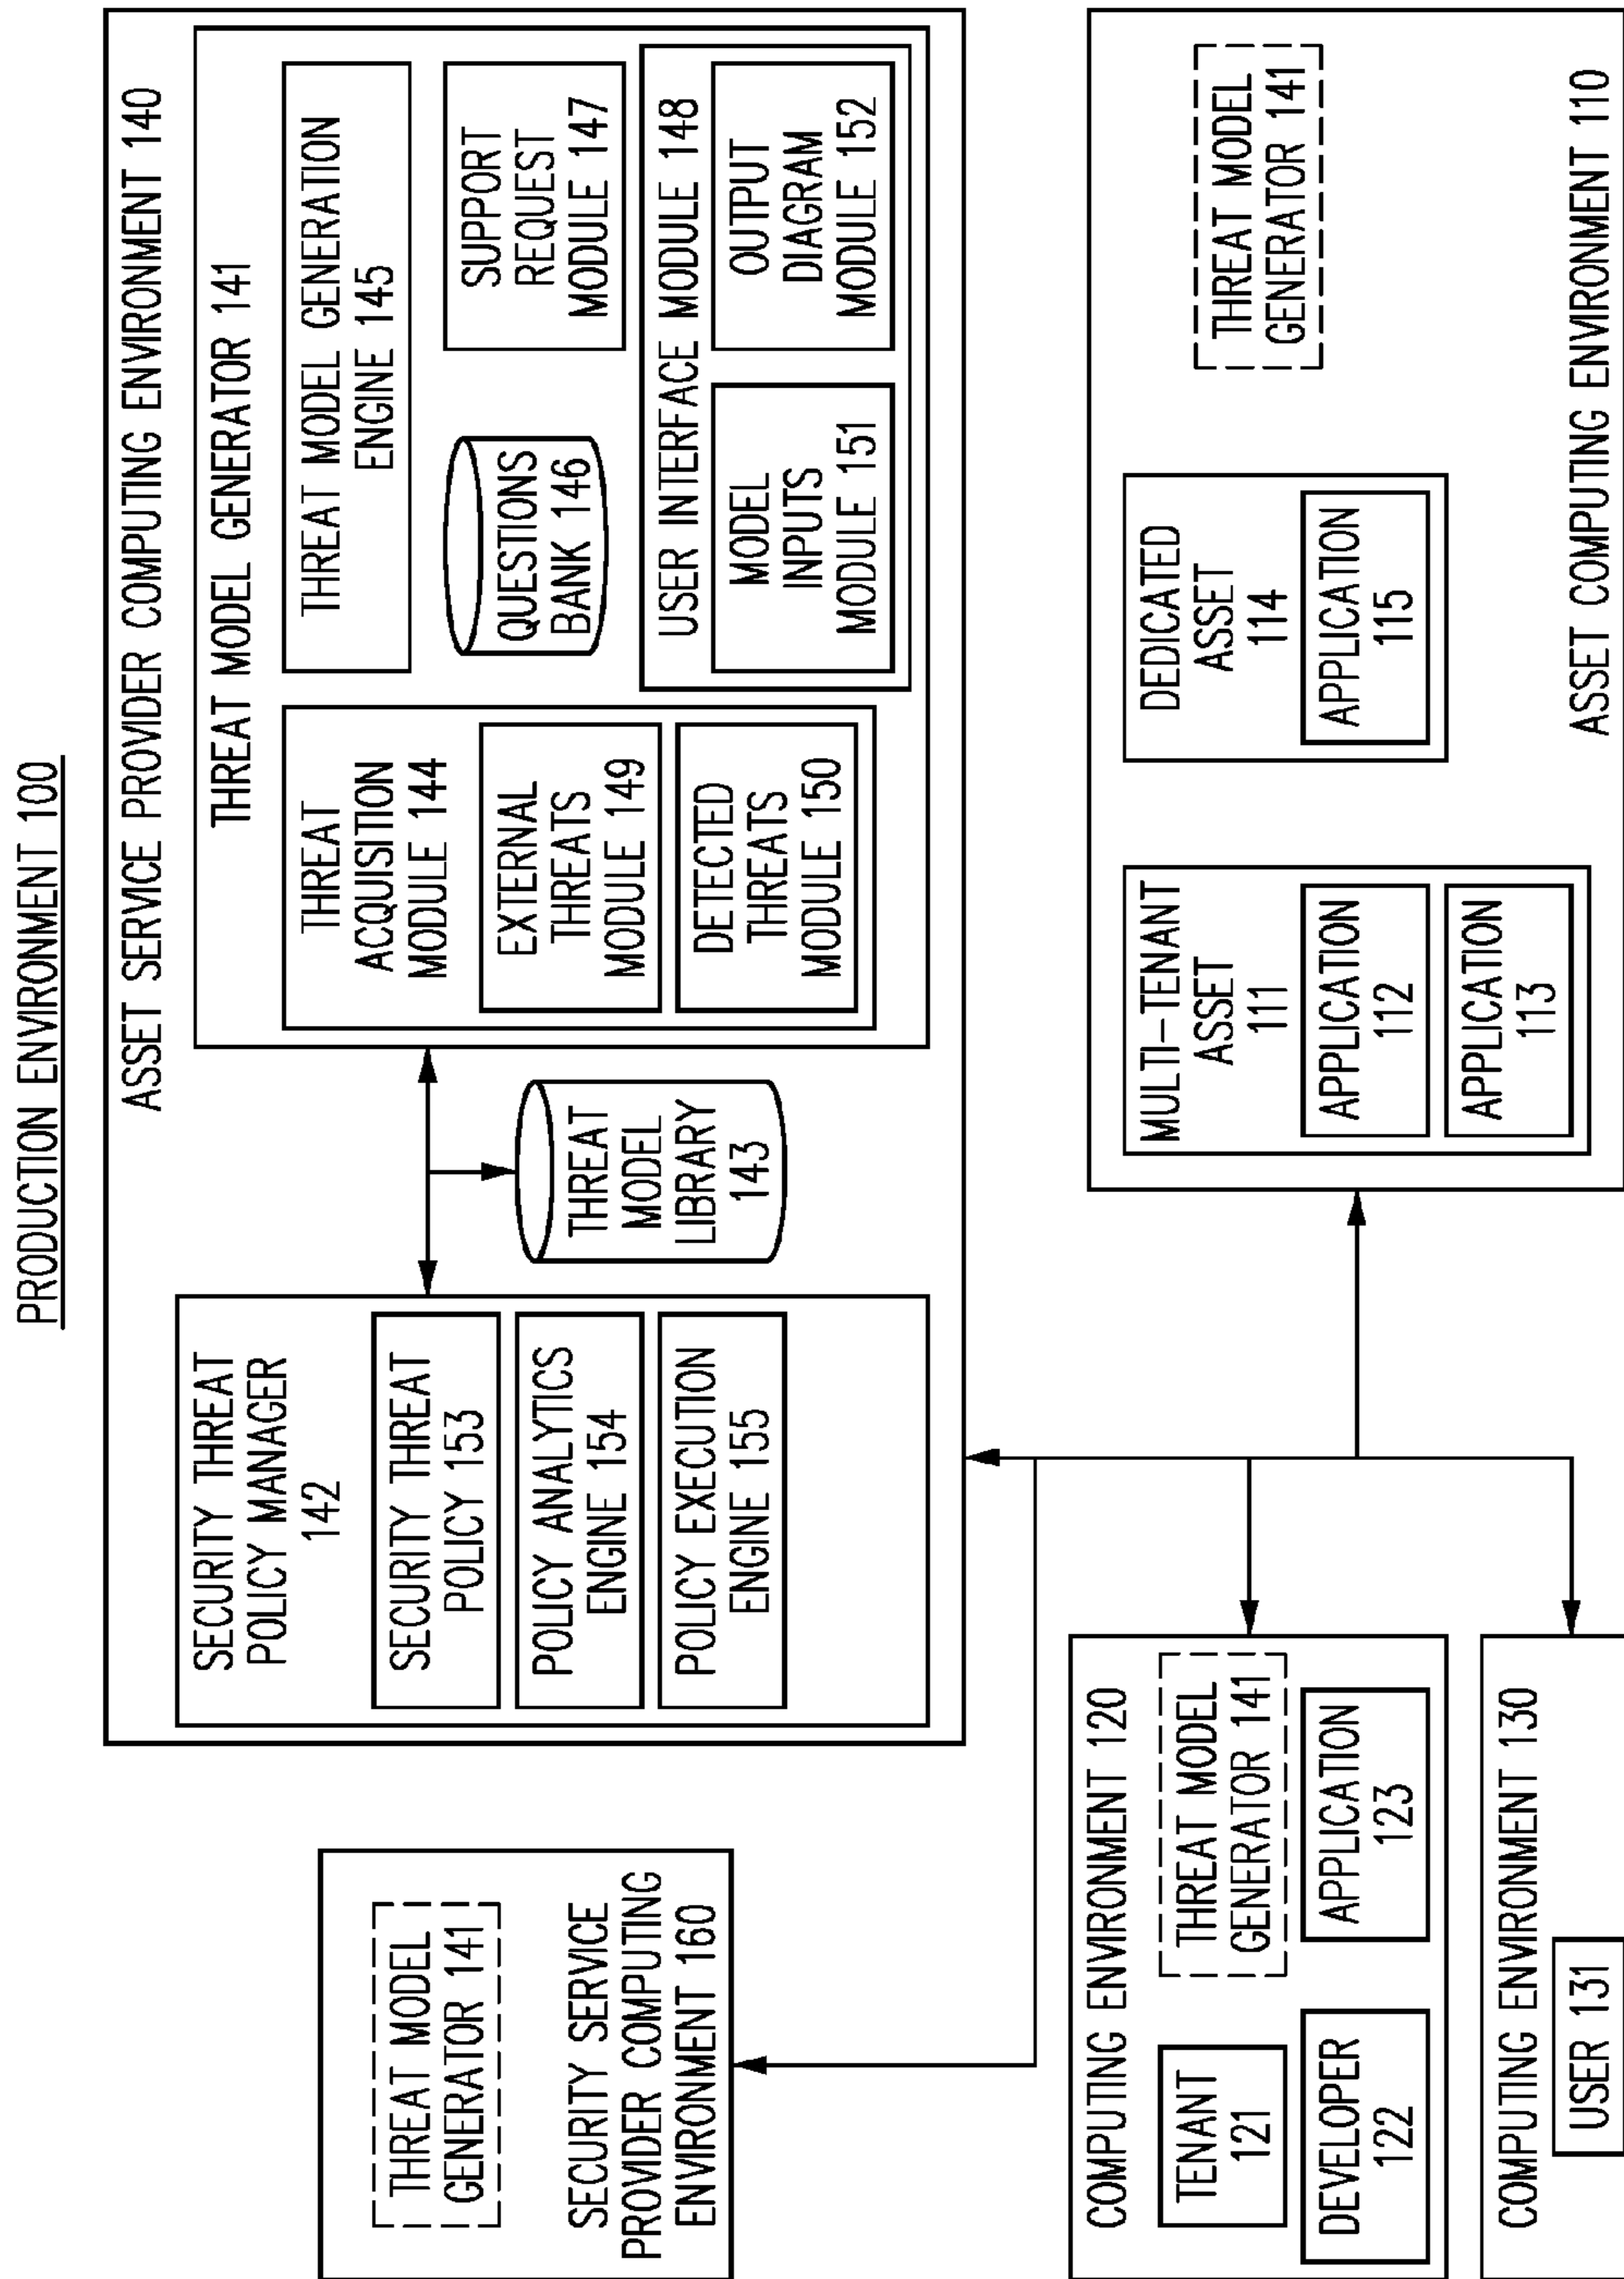 PRODUCTION ENVIRONMENT 100
SECURITY SERVICE
PROVIDER COMPUTING
ENVIRONMENT 160
THREAT MODEL
GENERATOR 141
ASSET SERVICE PROVIDER COMPUTING ENVIRONMENT 140
SECURITY THREAT
POLICY MANAGER
142
SECURITY THREAT
POLICY 153
POLICY ANALYTICS
ENGINE 154
POLICY EXECUTION
ENGINE 155
THREAT
MODEL
LIBRARY
143
THREAT MODEL GENERATOR 141
THREAT
ACQUISITION
MODULE 144
EXTERNAL
THREATS
MODULE 149
DETECTED
THREATS
MODULE 150
THREAT MODEL GENERATION
ENGINE 145
QUESTIONS
BANK 146
SUPPORT
REQUEST
MODULE 147
USER INTERFACE MODULE 148
MODEL
INPUTS
MODULE 151
OUTPUT
DIAGRAM
MODULE 152
COMPUTING ENVIRONMENT 120
TENANT
121
THREAT MODEL
GENERATOR 141
DEVELOPER
122
APPLICATION
123
COMPUTING ENVIRONMENT 130
USER 131
MULTI-TENANT
ASSET
111
APPLICATION
112
APPLICATION
113
DEDICATED
ASSET
114
APPLICATION
115
THREAT MODEL
GENERATOR 141
ASSET COMPUTING ENVIRONMENT 110